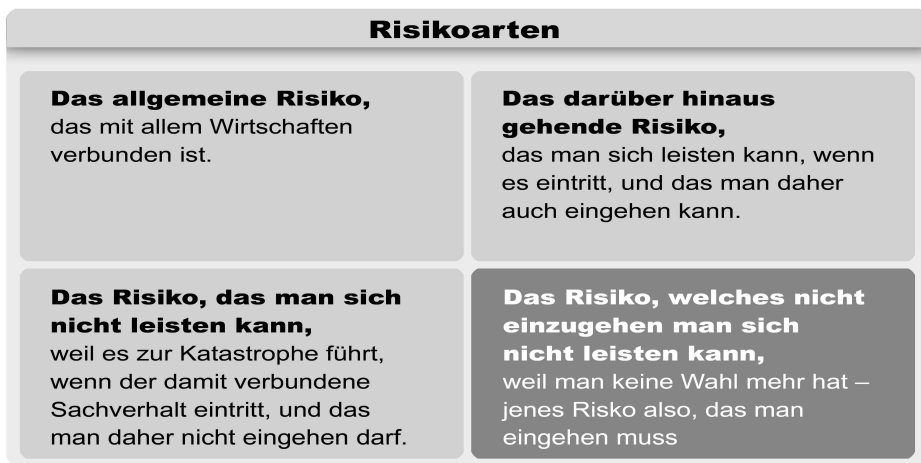 Risikoarten
Das allgemeine Risiko,
das mit allem Wirtschaften
verbunden ist.
Das darüber hinaus
gehende Risiko,
das man sich leisten kann, wenn
es eintritt, und das man daher
auch eingehen kann.
Das Risiko, das man sich
nicht leisten kann,
weil es zur Katastrophe führt,
wenn der damit verbundene
Sachverhalt eintritt, und das
man daher nicht eingehen darf.
Das Risiko, welches nicht
einzugehen man sich
nicht leisten kann,
weil man keine Wahl mehr hat –
jenes Risko also, das man
eingehen muss